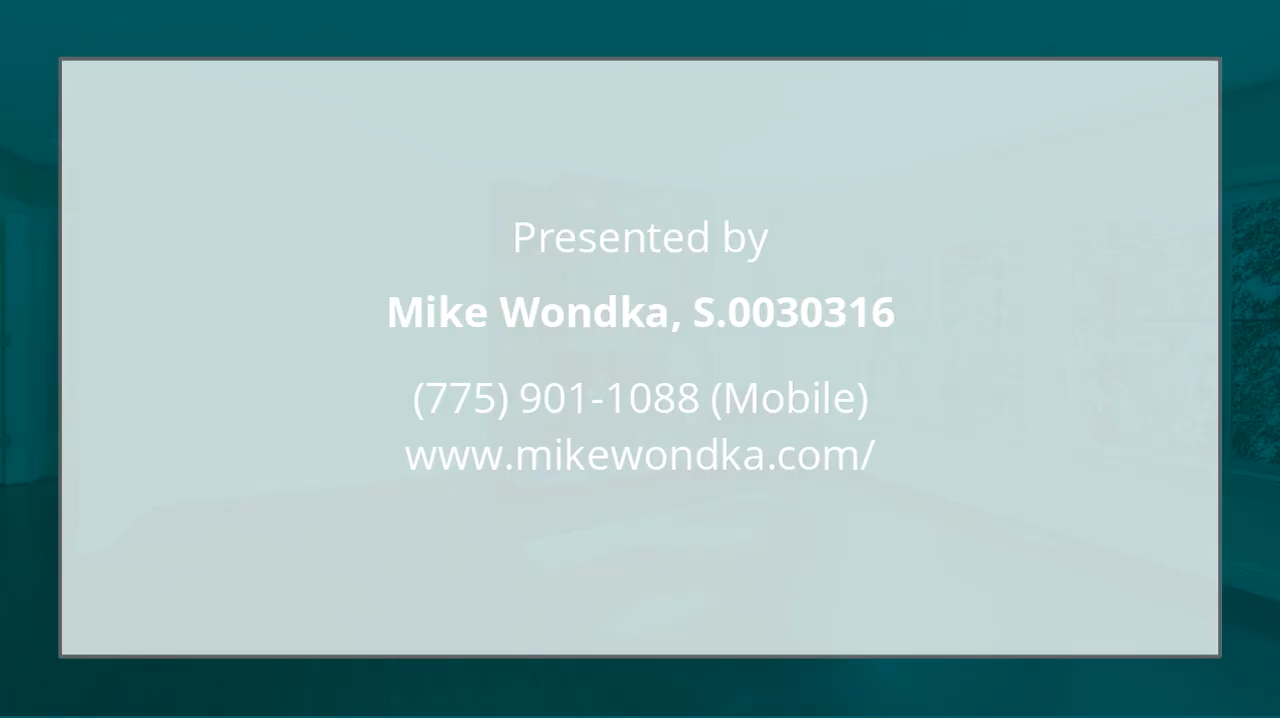 Presented by
Mike Wondka, S.0030316
(775) 901-1088 (Mobile)
www.mikewondka.com/